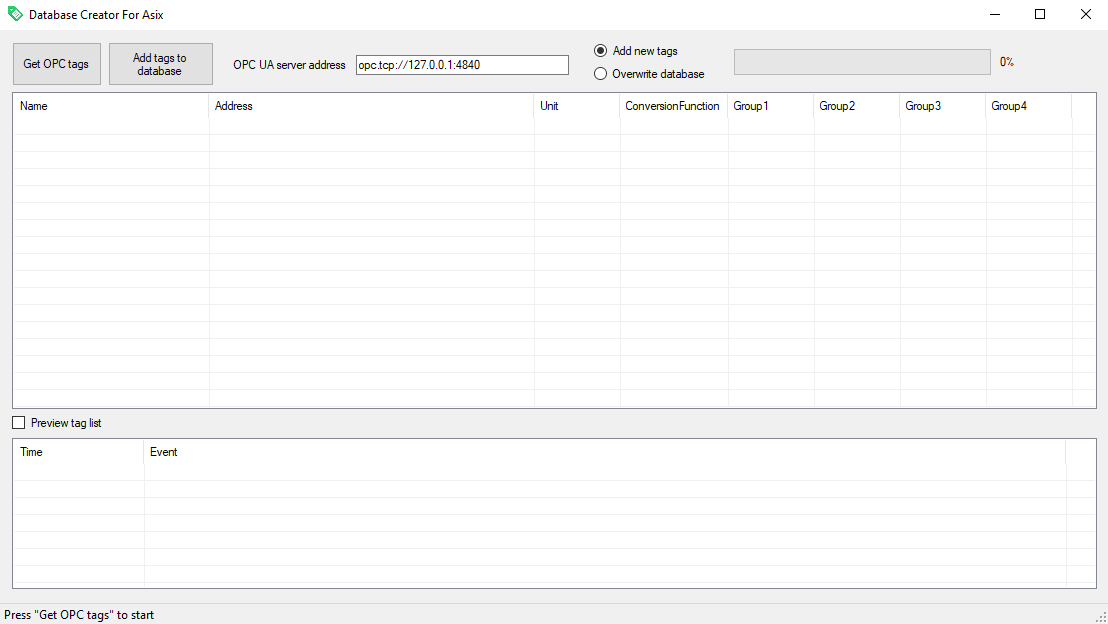 Database Creator For Asix
Get OPC tags
Add tags to
database
OPC UA server address
opc.tcp://127.0.0.1:4840
Add new tags
Overwrite database
0%
Name Address Unit ConversionFunction Group1 Group2 Group3 Group4
Preview tag list
Time Event
Press "Get OPC tags" to start